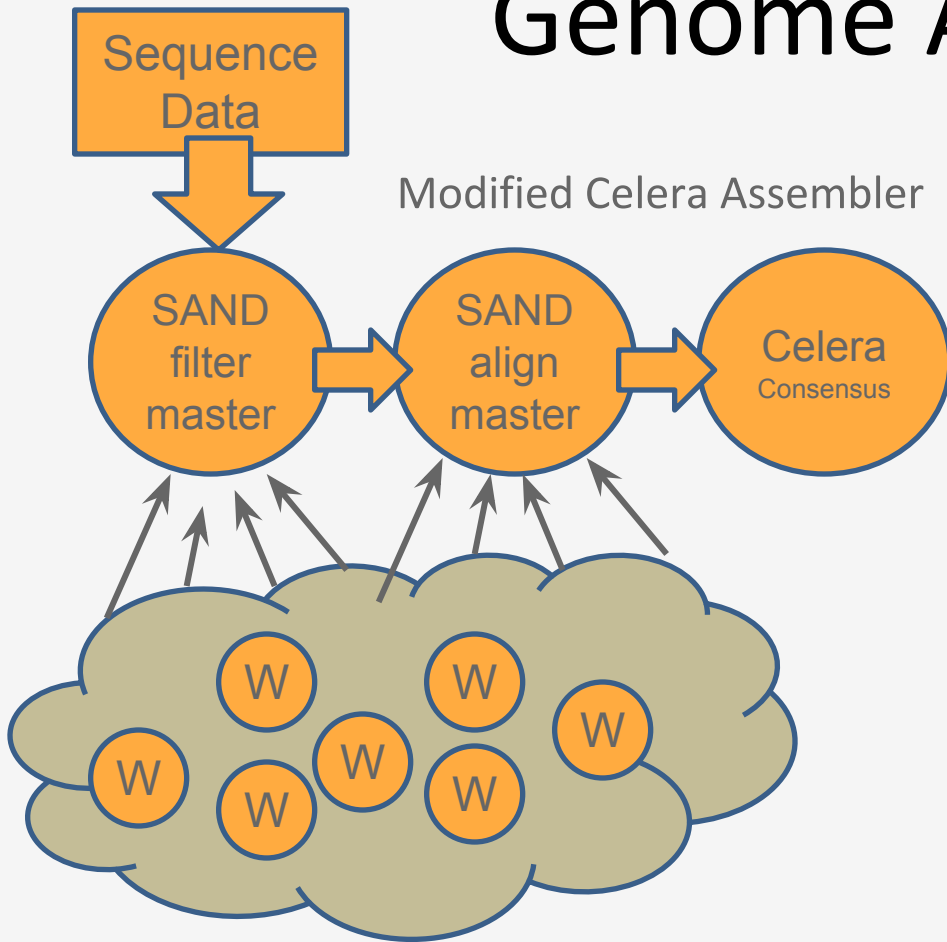 Genome A
Sequence
Data
Modified Celera Assembler
SAND
filter
master
SAND
align
master
Celera
Consensus
W
W
W
W
W
W
W